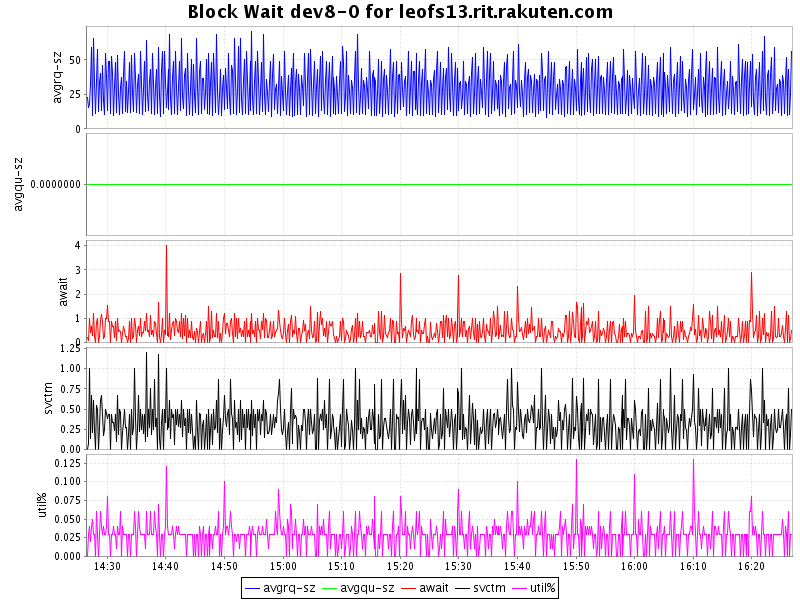 Block Wait dev8-0 for leofs13.rit.rakuten.com
avgrq-sz
50
25
0
avgqu-sz
0.0000000
await
4
3
2
1
0
svctm
1.25
1.00
0.75
0.50
0.25
0.00
util%
0.125
0.100
0.075
0.050
0.025
0.000
14:30 14:40 14:50 15:00 15:10 15:20 15:30 15:40 15:50 16:00 16:10 16:20
avgrq-sz avgqu-sz await svctm util%